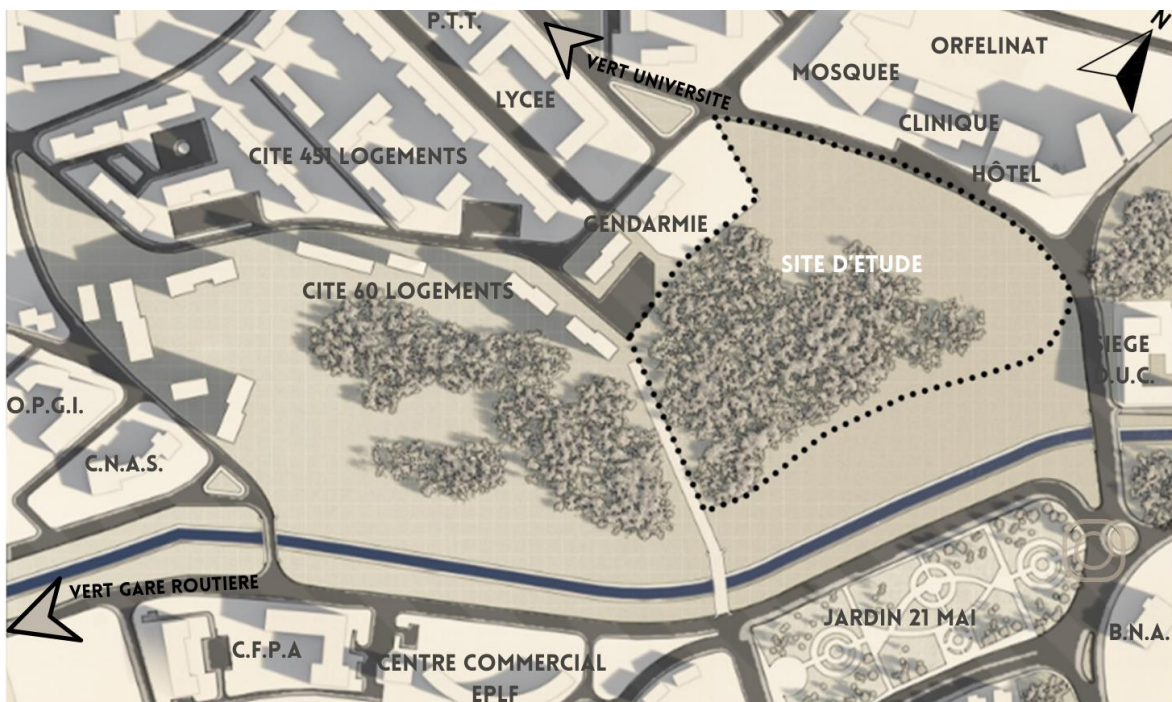 P.T.T.
N
ORFELINAT
VERT UNIVERSITE
MOSQUEE
LYCEE
CLINIQUE
CITE 451 LOGEMENTS
HÔTEL
GENDARMIE
SITE D'ETUDE
CITE 60 LOGEMENTS
SIEGE
D.U.C.
O.P.G.I.
C.N.A.S.
VERT GARE ROUTIERE
JARDIN 21 MAI
B.N.A.
C.F.P.A
CENTRE COMMERCIAL
EPLF